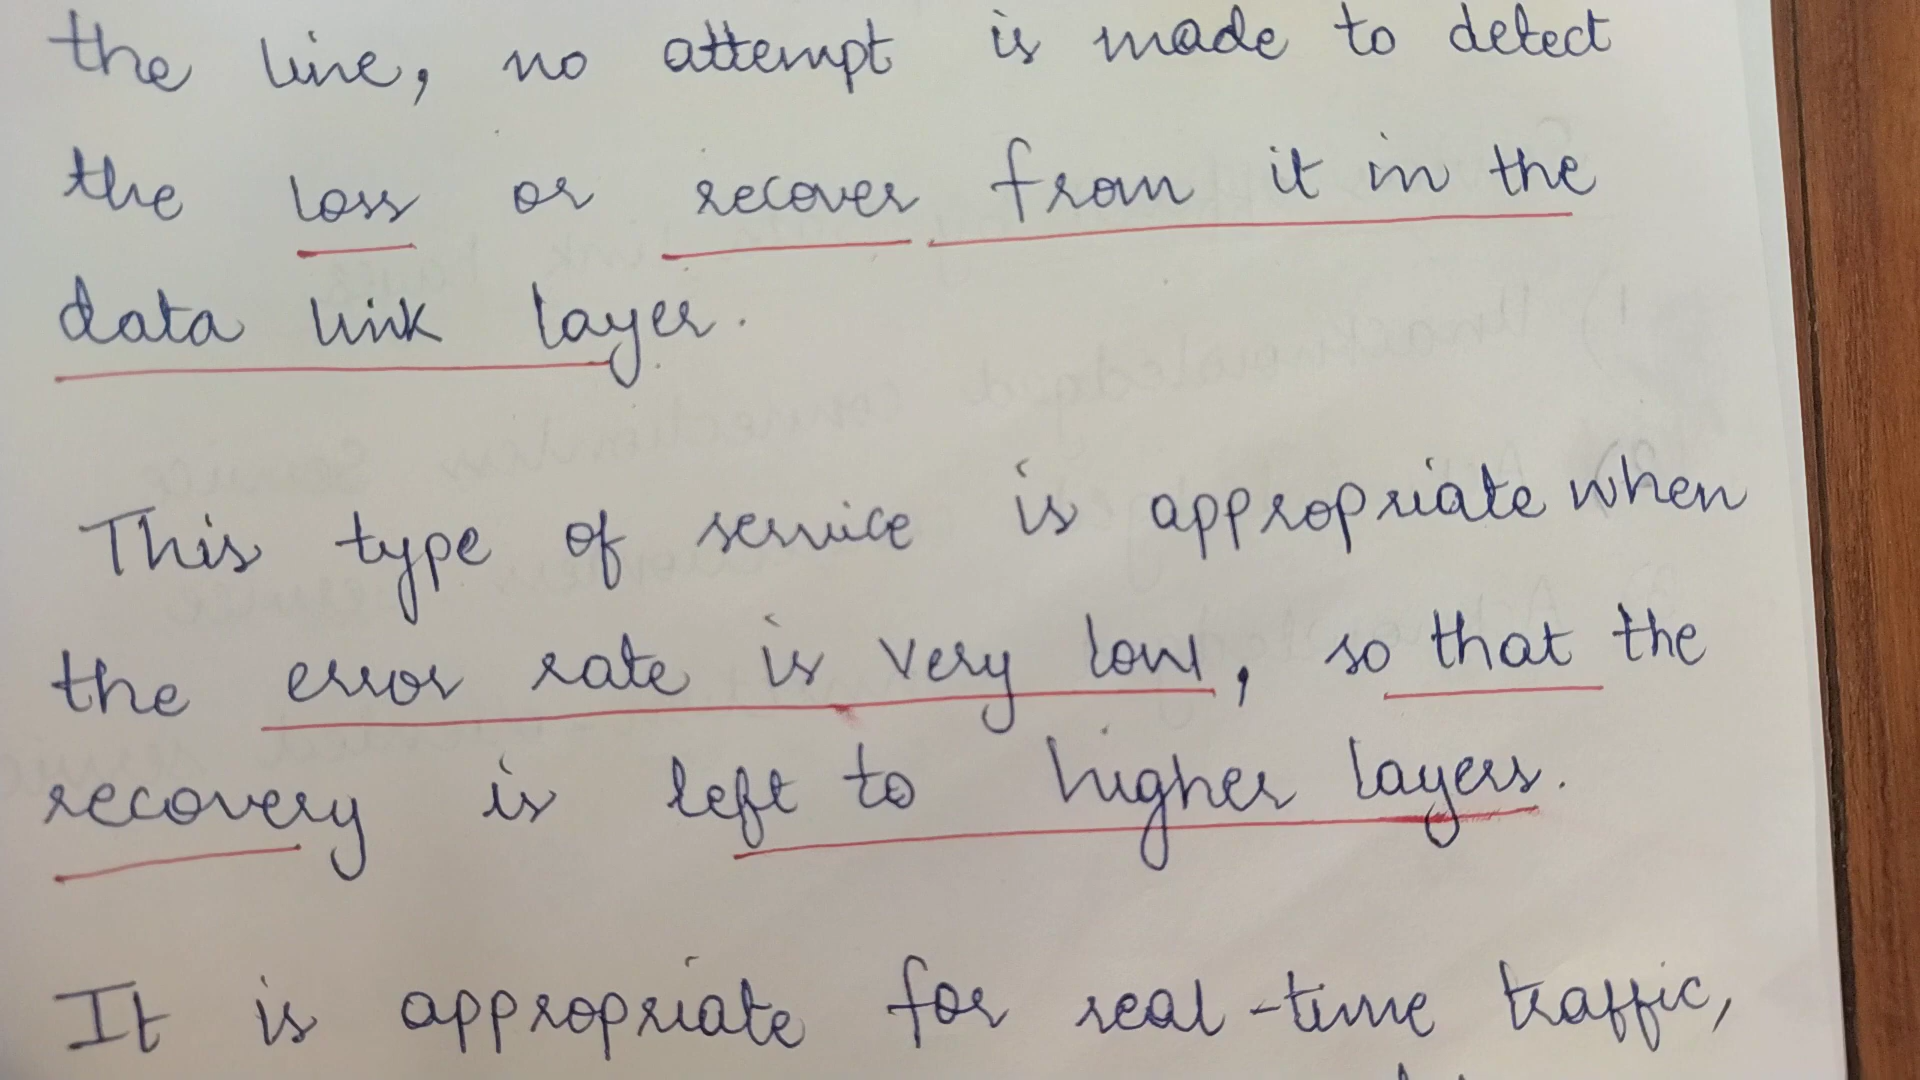 the line, no attempt is made to detect
the loss or recover from it in the
data link layer.
This type of service is appropriate when
the error rate is very low, so that the
recovery is left to higher layers.
It is appropriate for real-time traffic,